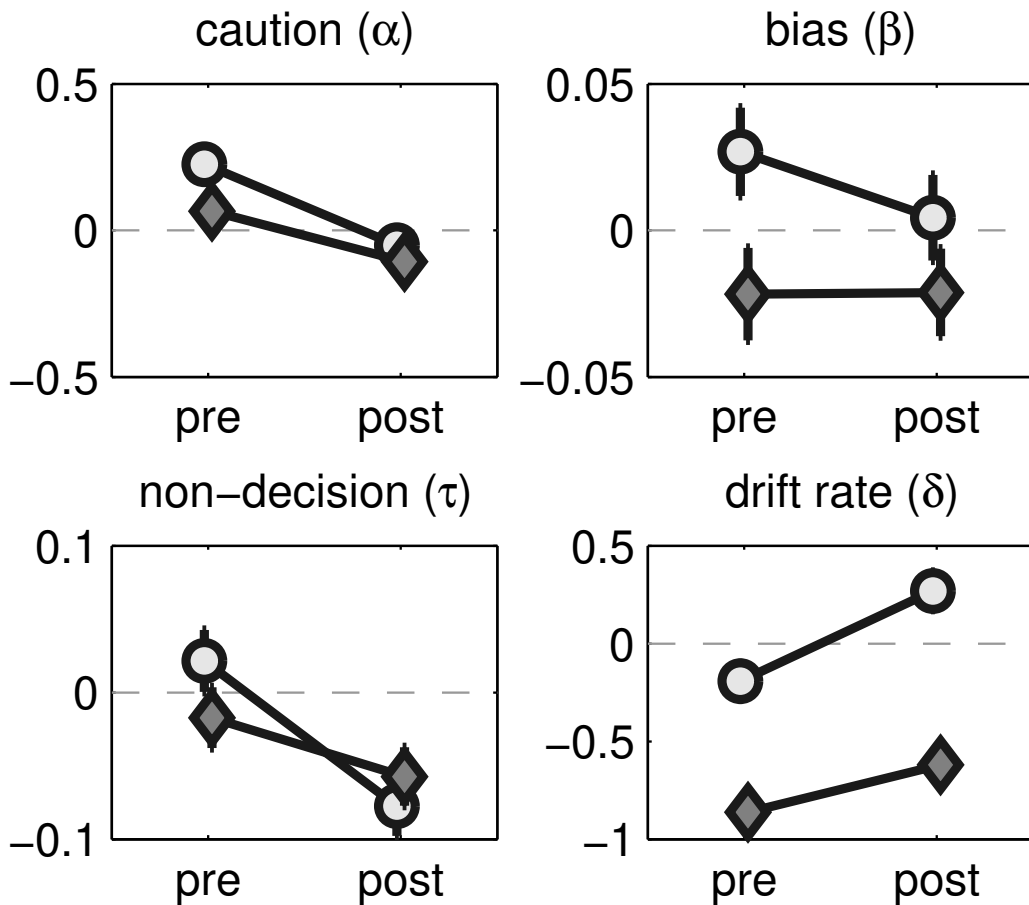 caution (α)
0.5
0
−0.5
pre post
bias (β)
0.05
0
−0.05
pre post
non−decision (τ)
0.1
0
−0.1
pre post
drift rate (δ)
0.5
0
−0.5
−1
pre post